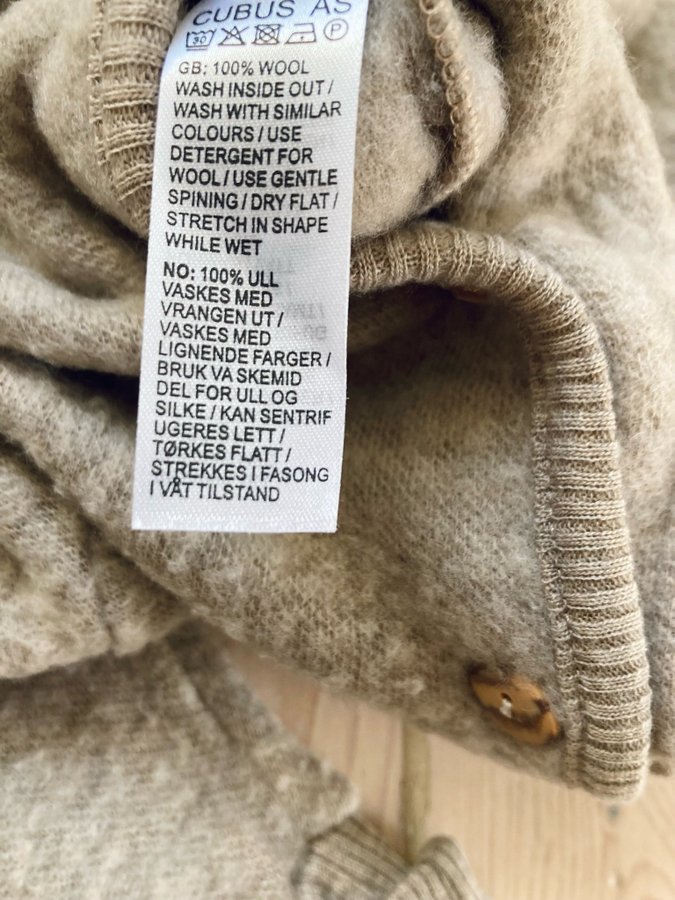 CUBUS AS
30 P
GB: 100% WOOL
WASH INSIDE OUT /
WASH WITH SIMILAR
COLOURS / USE
DETERGENT FOR
WOOL / USE GENTLE
SPINING / DRY FLAT /
STRETCH IN SHAPE
WHILE WET
NO: 100% ULL
VASKES MED
VRANGEN UT /
VASKES MED
LIGNENDE FARGER /
BRUK VA SKEMID
DEL FOR ULL OG
SILKE / KAN SENTRIF
UGERES LETT /
TØRKES FLATT /
STREKKES I FASONG
I VÅT TILSTAND